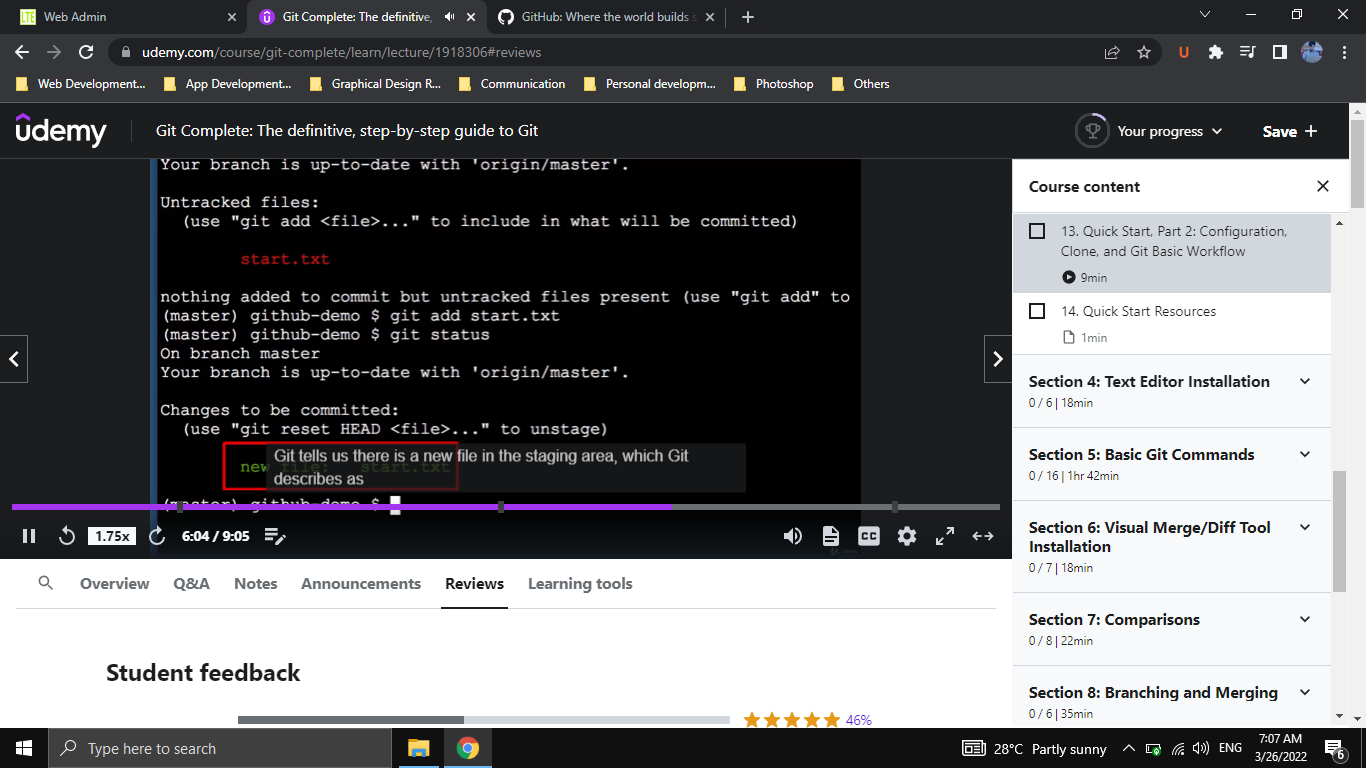 Web Admin
Git Complete: The definitive,
GitHub: Where the world builds s
udemy.com/course/git-complete/learn/lecture/1918306#reviews
U
Web Development...
App Development...
Graphical Design R...
Communication
Personal developm...
Photoshop
Others
udemy
Git Complete: The definitive, step-by-step guide to Git
Your progress
Save +
Your branch is up-to-date with 'origin/master'.
Untracked files:
(use "git add <file>..." to include in what will be committed)
start.txt
nothing added to commit but untracked files present (use "git add" to
(master) github-demo $ git add start.txt
(master) github-demo $ git status
On branch master
Your branch is up-to-date with 'origin/master'.
Changes to be committed:
(use "git reset HEAD <file>..." to unstage)
new file: start.txt
Git tells us there is a new file in the staging area, which Git
describes as
(master) github-demo $
1.75x
6:04 / 9:05
CC
Course content
13. Quick Start, Part 2: Configuration,
Clone, and Git Basic Workflow
9min
14. Quick Start Resources
1min
Section 4: Text Editor Installation
0 / 6 | 18min
Section 5: Basic Git Commands
0 / 16 | 1hr 42min
Section 6: Visual Merge/Diff Tool
Installation
0 / 7 | 18min
Section 7: Comparisons
0 / 8 | 22min
Section 8: Branching and Merging
0 / 6 | 35min
Overview
Q&A
Notes
Announcements
Reviews
Learning tools
Student feedback
46%
Type here to search
28°C Partly sunny
ENG
7:07 AM
3/26/2022
6